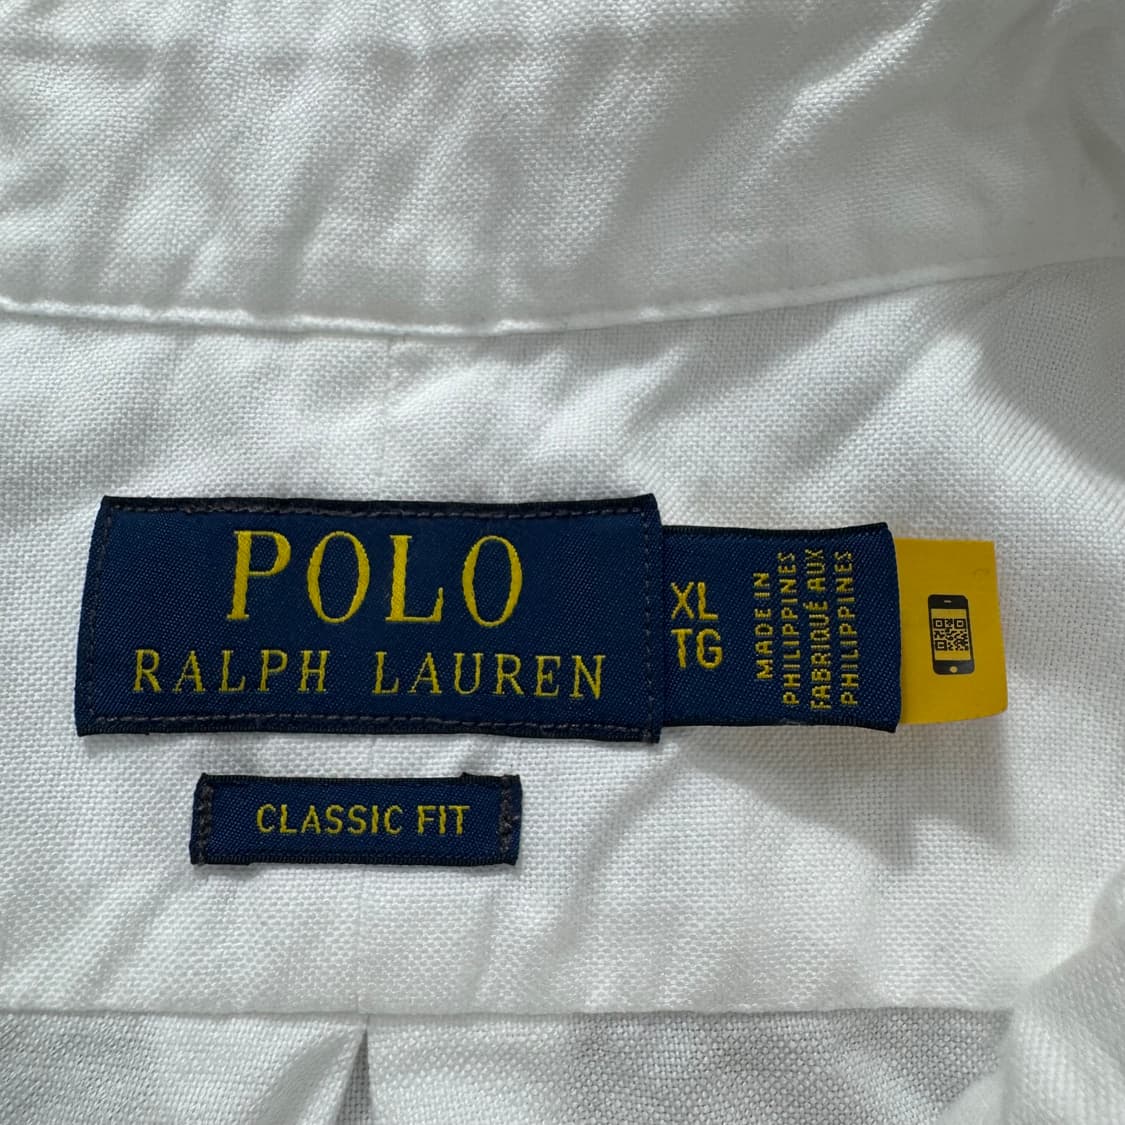 POLO
RALPH LAUREN
XL
TG
MADE IN
PHILIPPINES
FABRIQUÉ AUX
PHILIPPINES
CLASSIC FIT